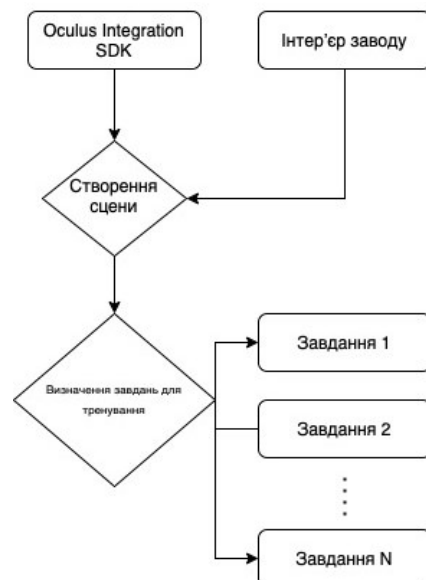 Oculus Integration
SDK
Інтер'єр заводу
Створення
сцени
Визначення завдань для
тренування
Завдання 1
Завдання 2
Завдання N